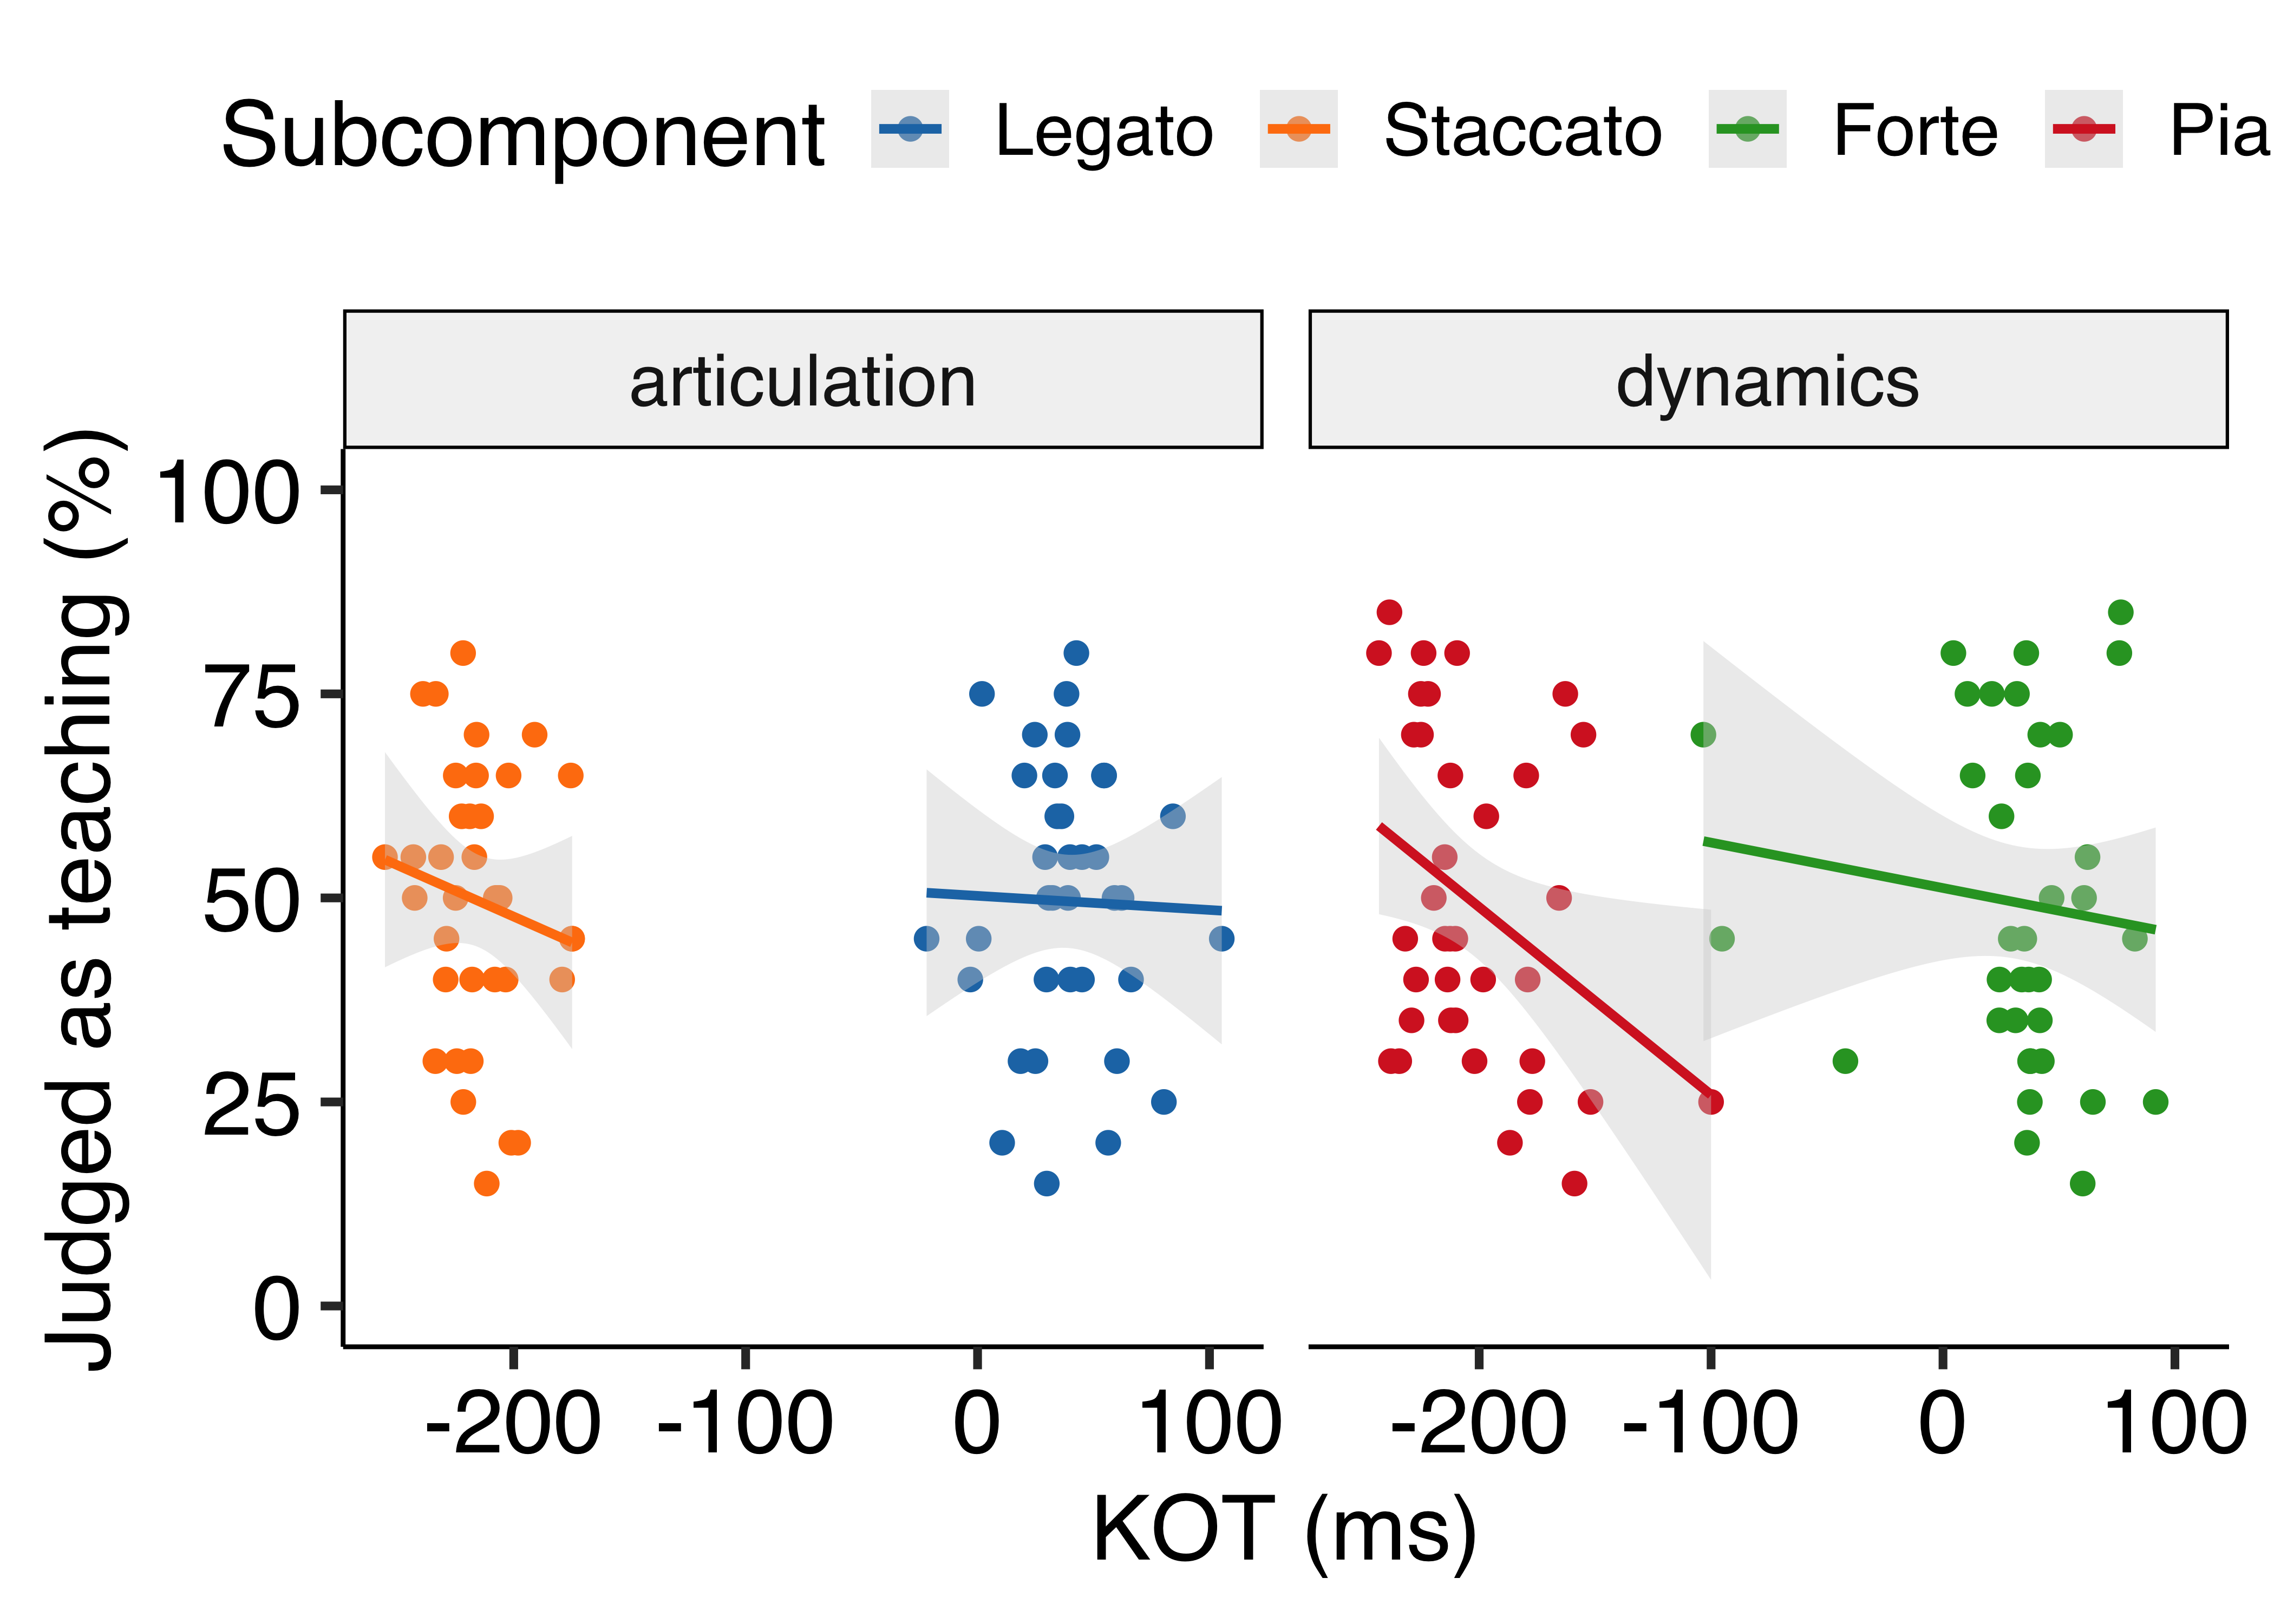 Subcomponent Legato Staccato Forte Pia
articulation dynamics
Judged as teaching (%)
100
75
50
25
0
-200 -100 0 100 -200 -100 0 100
KOT (ms)